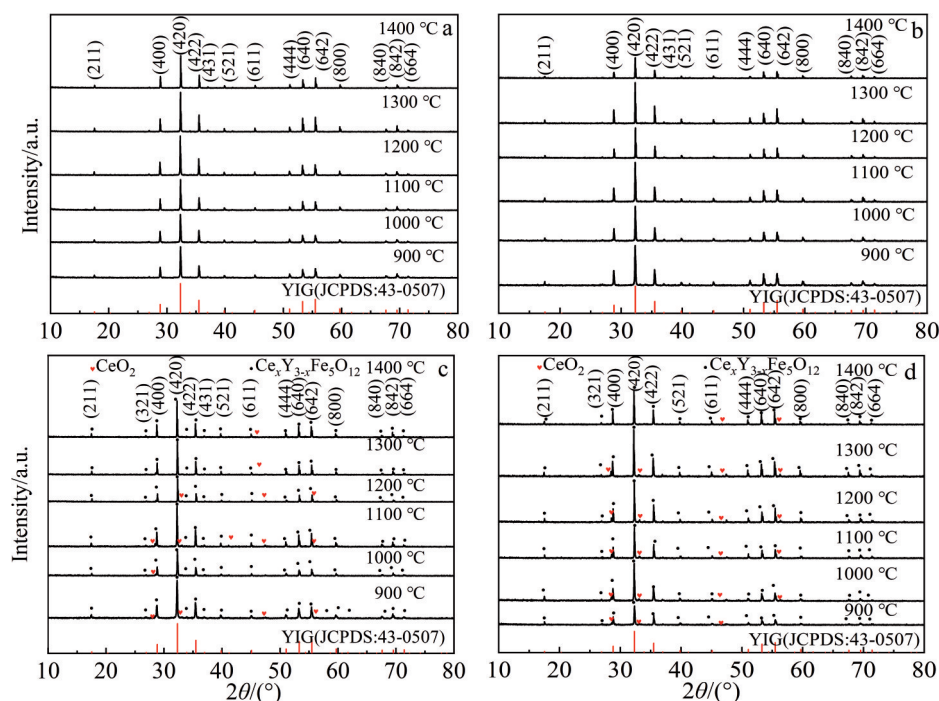 1400 ℃ a
(211) (400) (420) (422) (431) (521) (611) (444) (640) (642) (800) (840) (842) (664)
1300 ℃
1200 ℃
1100 ℃
1000 ℃
900 ℃
YIG(JCPDS:43-0507)
10 20 30 40 50 60 70 80
Intensity/a.u.
1400 ℃ b
(211) (400) (420) (422) (431) (521) (611) (444) (640) (642) (800) (840) (842) (664)
1300 ℃
1200 ℃
1100 ℃
1000 ℃
900 ℃
YIG(JCPDS:43-0507)
10 20 30 40 50 60 70 80
♥CeO₂ •CeₓY₃₋ₓFe₅O₁₂ 1400 ℃ c
(211) (321) (400) (420) (422) (431) (521) (611) (444) (640) (642) (800) (840) (842) (664)
1300 ℃
1200 ℃
1100 ℃
1000 ℃
900 ℃
YIG(JCPDS:43-0507)
10 20 30 40 50 60 70 80
2θ/(°)
♥CeO₂ •CeₓY₃₋ₓFe₅O₁₂ 1400 ℃ d
(211) (321) (400) (420) (422) (521) (611) (444) (640) (642) (800) (840) (842) (664)
1300 ℃
1200 ℃
1100 ℃
1000 ℃
900 ℃
YIG(JCPDS:43-0507)
10 20 30 40 50 60 70 80
2θ/(°)